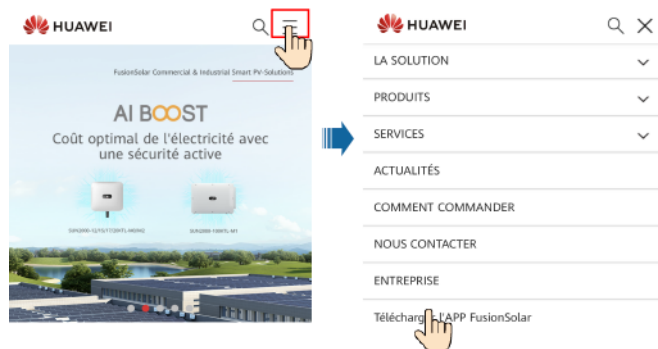 HUAWEI
FusionSolar Commercial & Industrial Smart PV-Solutions
AI BOOST
Coût optimal de l'électricité avec
une sécurité active
HUAWEI
LA SOLUTION
PRODUITS
SERVICES
ACTUALITÉS
COMMENT COMMANDER
NOUS CONTACTER
ENTREPRISE
Télécharger l'APP FusionSolar